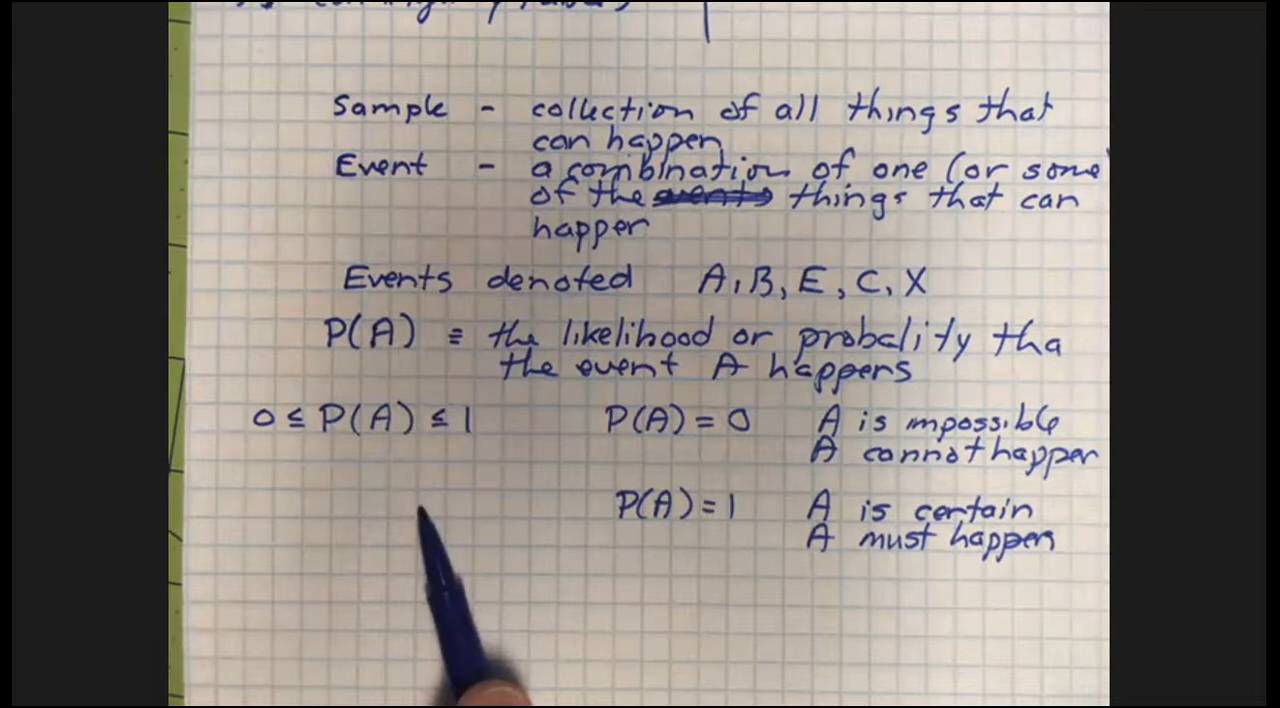 Sample - collection of all things that
can happen
Event - a combination of one (or some
of the things that can
happen
Events denoted A, B, E, C, X
P(A) ≡ the likelihood or probality tha
the event A happens
0 ≤ P(A) ≤ 1 P(A) = 0 A is impossible
A cannot happen
P(A) = 1 A is certain
A must happen